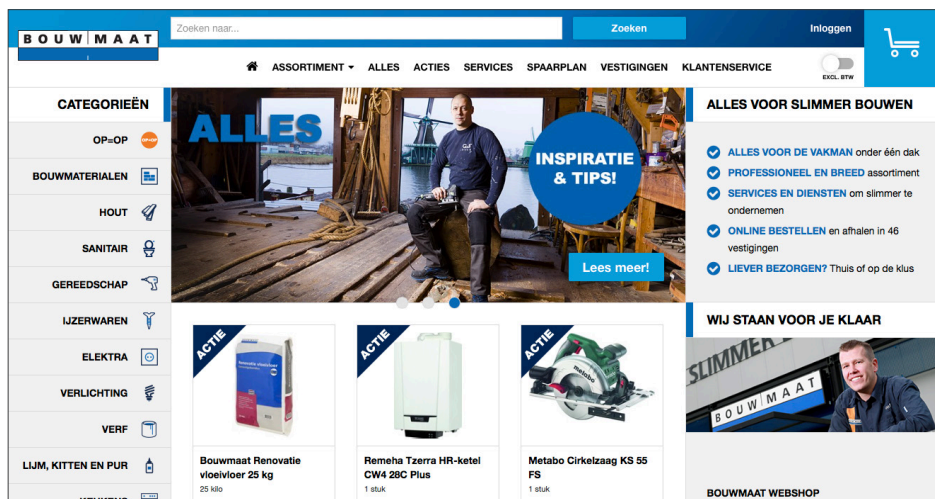 BOUW MAAT
Zoeken naar...
Zoeken
Inloggen
ASSORTIMENT
ALLES
ACTIES
SERVICES
SPAARPLAN
VESTIGINGEN
KLANTENSERVICE
EXCL. BTW
CATEGORIEËN
OP=OP
OP=OP
BOUWMATERIALEN
HOUT
SANITAIR
GEREEDSCHAP
IJZERWAREN
ELEKTRA
VERLICHTING
VERF
LIJM, KITTEN EN PUR
KEUKENS
ALLES
INSPIRATIE
& TIPS!
Lees meer!
ACTIE
Bouwmaat Renovatie
vloeivloer 25 kg
25 kilo
ACTIE
Remeha Tzerra HR-ketel
CW4 28C Plus
1 stuk
ACTIE
metabo
Metabo Cirkelzaag KS 55
FS
1 stuk
ALLES VOOR SLIMMER BOUWEN
ALLES VOOR DE VAKMAN onder één dak
PROFESSIONEEL EN BREED assortiment
SERVICES EN DIENSTEN om slimmer te
ondernemen
ONLINE BESTELLEN en afhalen in 46
vestigingen
LIEVER BEZORGEN? Thuis of op de klus
WIJ STAAN VOOR JE KLAAR
SLIMMER
BOUW MAAT
BOUWMAAT WEBSHOP